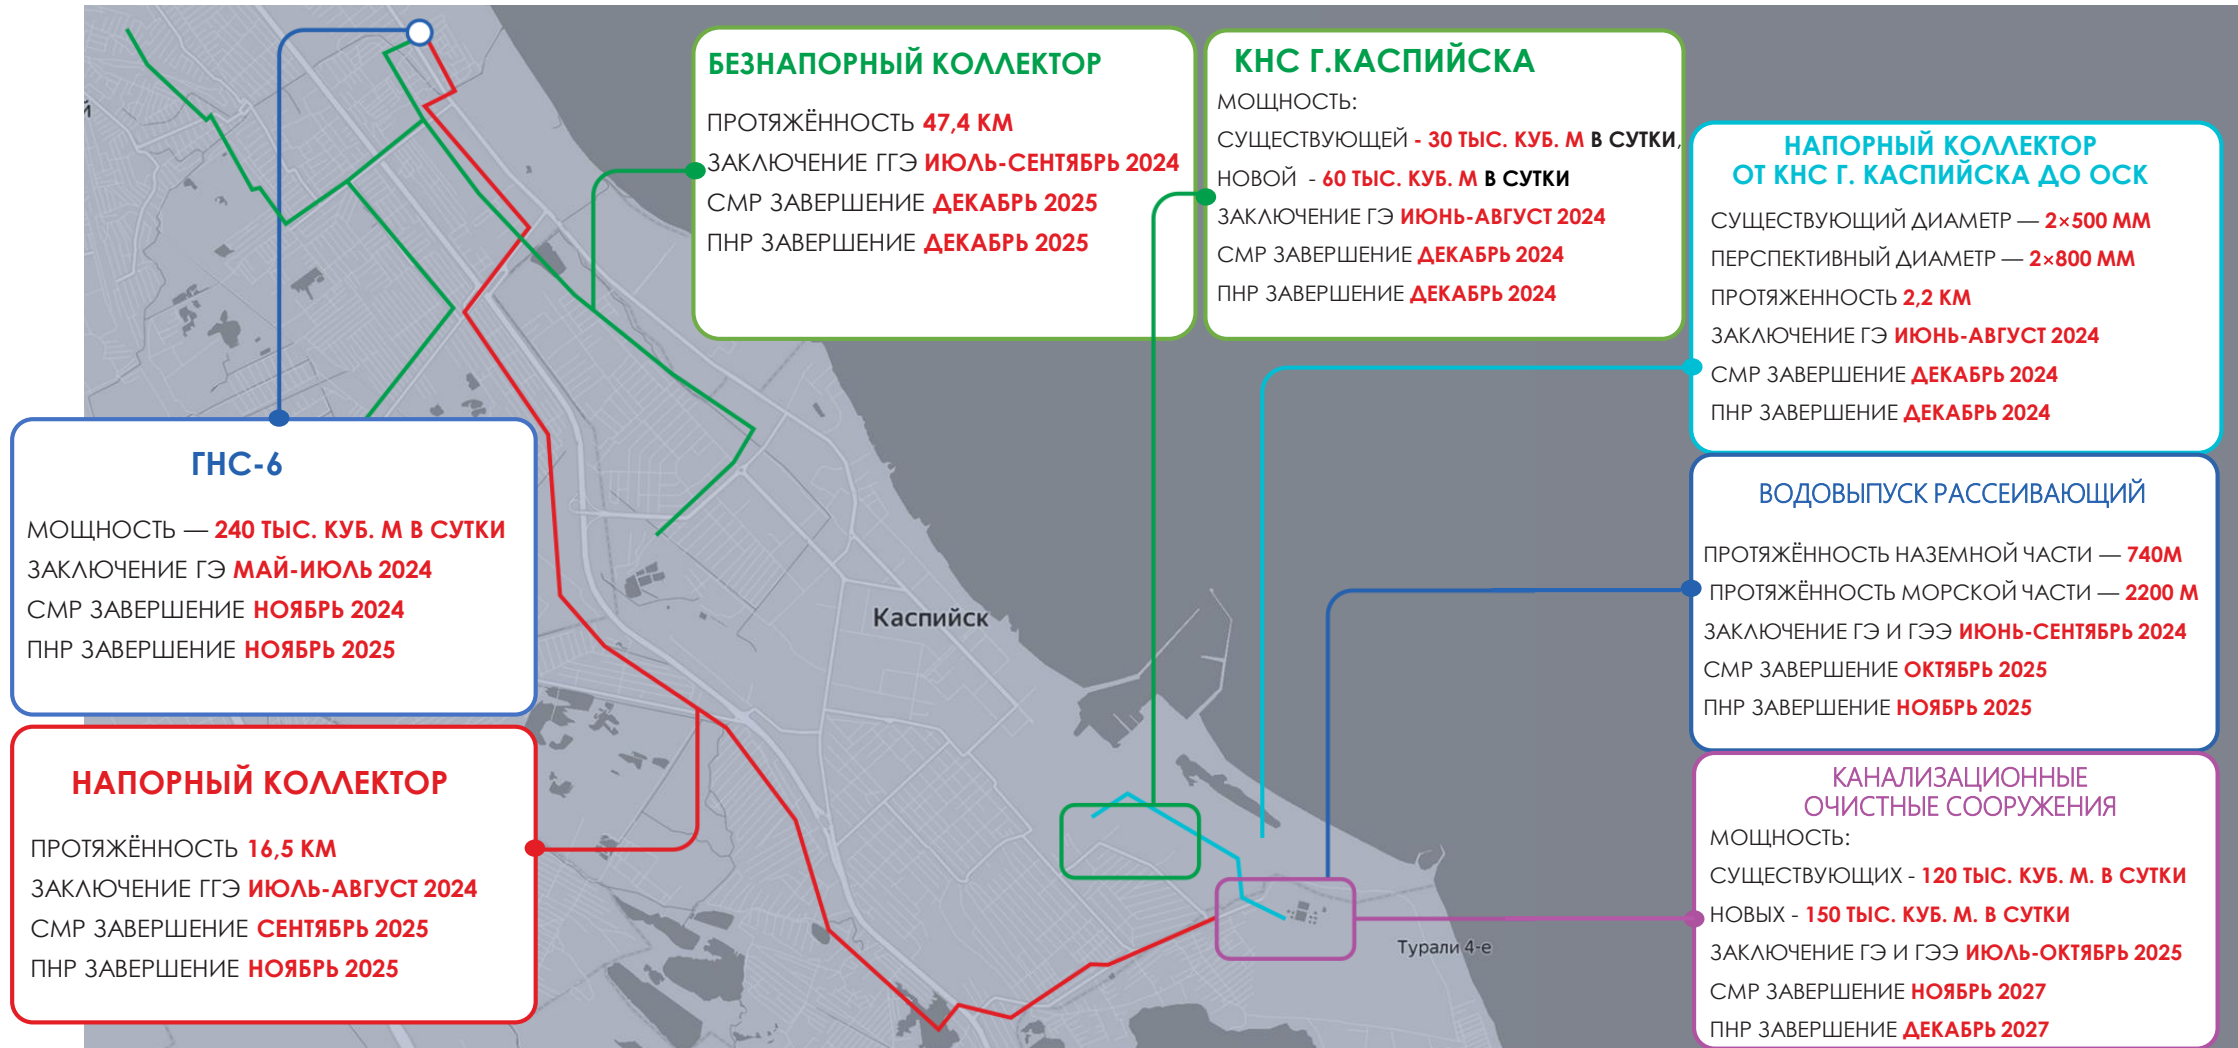 й
БЕЗНАПОРНЫЙ КОЛЛЕКТОР
ПРОТЯЖЁННОСТЬ 47,4 КМ
ЗАКЛЮЧЕНИЕ ГГЭ ИЮЛЬ-СЕНТЯБРЬ 2024
СМР ЗАВЕРШЕНИЕ ДЕКАБРЬ 2025
ПНР ЗАВЕРШЕНИЕ ДЕКАБРЬ 2025
КНС Г.КАСПИЙСКА
МОЩНОСТЬ:
СУЩЕСТВУЮЩЕЙ - 30 ТЫС. КУБ. М В СУТКИ,
НОВОЙ - 60 ТЫС. КУБ. М В СУТКИ
ЗАКЛЮЧЕНИЕ ГЭ ИЮНЬ-АВГУСТ 2024
СМР ЗАВЕРШЕНИЕ ДЕКАБРЬ 2024
ПНР ЗАВЕРШЕНИЕ ДЕКАБРЬ 2024
НАПОРНЫЙ КОЛЛЕКТОР
ОТ КНС Г. КАСПИЙСКА ДО ОСК
СУЩЕСТВУЮЩИЙ ДИАМЕТР — 2×500 ММ
ПЕРСПЕКТИВНЫЙ ДИАМЕТР — 2×800 ММ
ПРОТЯЖЕННОСТЬ 2,2 КМ
ЗАКЛЮЧЕНИЕ ГЭ ИЮНЬ-АВГУСТ 2024
СМР ЗАВЕРШЕНИЕ ДЕКАБРЬ 2024
ПНР ЗАВЕРШЕНИЕ ДЕКАБРЬ 2024
ГНС-6
МОЩНОСТЬ — 240 ТЫС. КУБ. М В СУТКИ
ЗАКЛЮЧЕНИЕ ГЭ МАЙ-ИЮЛЬ 2024
СМР ЗАВЕРШЕНИЕ НОЯБРЬ 2024
ПНР ЗАВЕРШЕНИЕ НОЯБРЬ 2025
Каспийск
ВОДОВЫПУСК РАССЕИВАЮЩИЙ
ПРОТЯЖЁННОСТЬ НАЗЕМНОЙ ЧАСТИ — 740М
ПРОТЯЖЁННОСТЬ МОРСКОЙ ЧАСТИ — 2200 М
ЗАКЛЮЧЕНИЕ ГЭ И ГЭЭ ИЮНЬ-СЕНТЯБРЬ 2024
СМР ЗАВЕРШЕНИЕ ОКТЯБРЬ 2025
ПНР ЗАВЕРШЕНИЕ НОЯБРЬ 2025
НАПОРНЫЙ КОЛЛЕКТОР
ПРОТЯЖЁННОСТЬ 16,5 КМ
ЗАКЛЮЧЕНИЕ ГГЭ ИЮЛЬ-АВГУСТ 2024
СМР ЗАВЕРШЕНИЕ СЕНТЯБРЬ 2025
ПНР ЗАВЕРШЕНИЕ НОЯБРЬ 2025
КАНАЛИЗАЦИОННЫЕ
ОЧИСТНЫЕ СООРУЖЕНИЯ
МОЩНОСТЬ:
СУЩЕСТВУЮЩИХ - 120 ТЫС. КУБ. М. В СУТКИ
НОВЫХ - 150 ТЫС. КУБ. М. В СУТКИ
ЗАКЛЮЧЕНИЕ ГЭ И ГЭЭ ИЮЛЬ-ОКТЯБРЬ 2025
СМР ЗАВЕРШЕНИЕ НОЯБРЬ 2027
ПНР ЗАВЕРШЕНИЕ ДЕКАБРЬ 2027
Турали 4-е